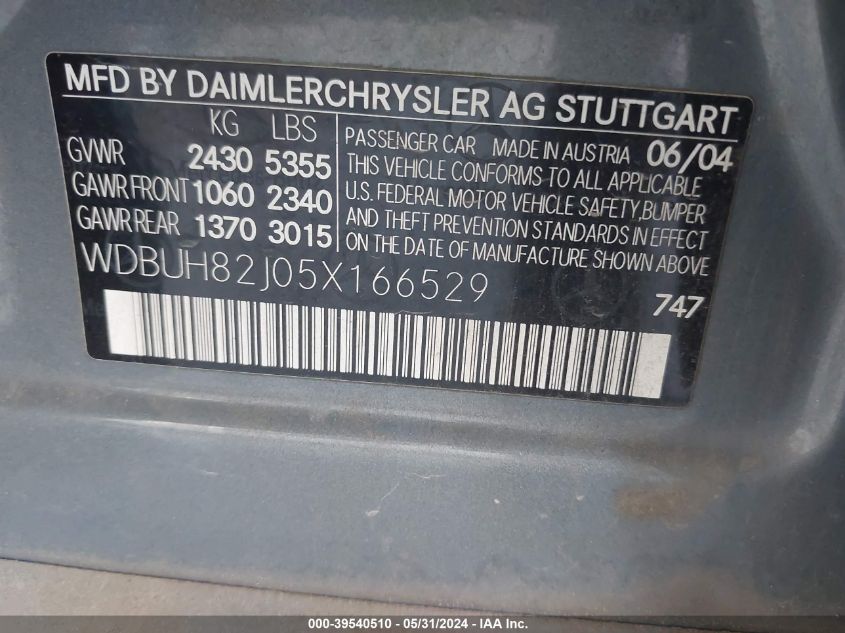 MFD BY DAIMLERCHRYSLER AG STUTTGART
KG LBS
GVWR 2430 5355
GAWR FRONT 1060 2340
GAWR REAR 1370 3015
PASSENGER CAR MADE IN AUSTRIA 06/04
THIS VEHICLE CONFORMS TO ALL APPLICABLE
U.S. FEDERAL MOTOR VEHICLE SAFETY, BUMPER
AND THEFT PREVENTION STANDARDS IN EFFECT
ON THE DATE OF MANUFACTURE SHOWN ABOVE
WDBUH82J05X166529
747
000-39540510 - 05/31/2024 - IAA Inc.